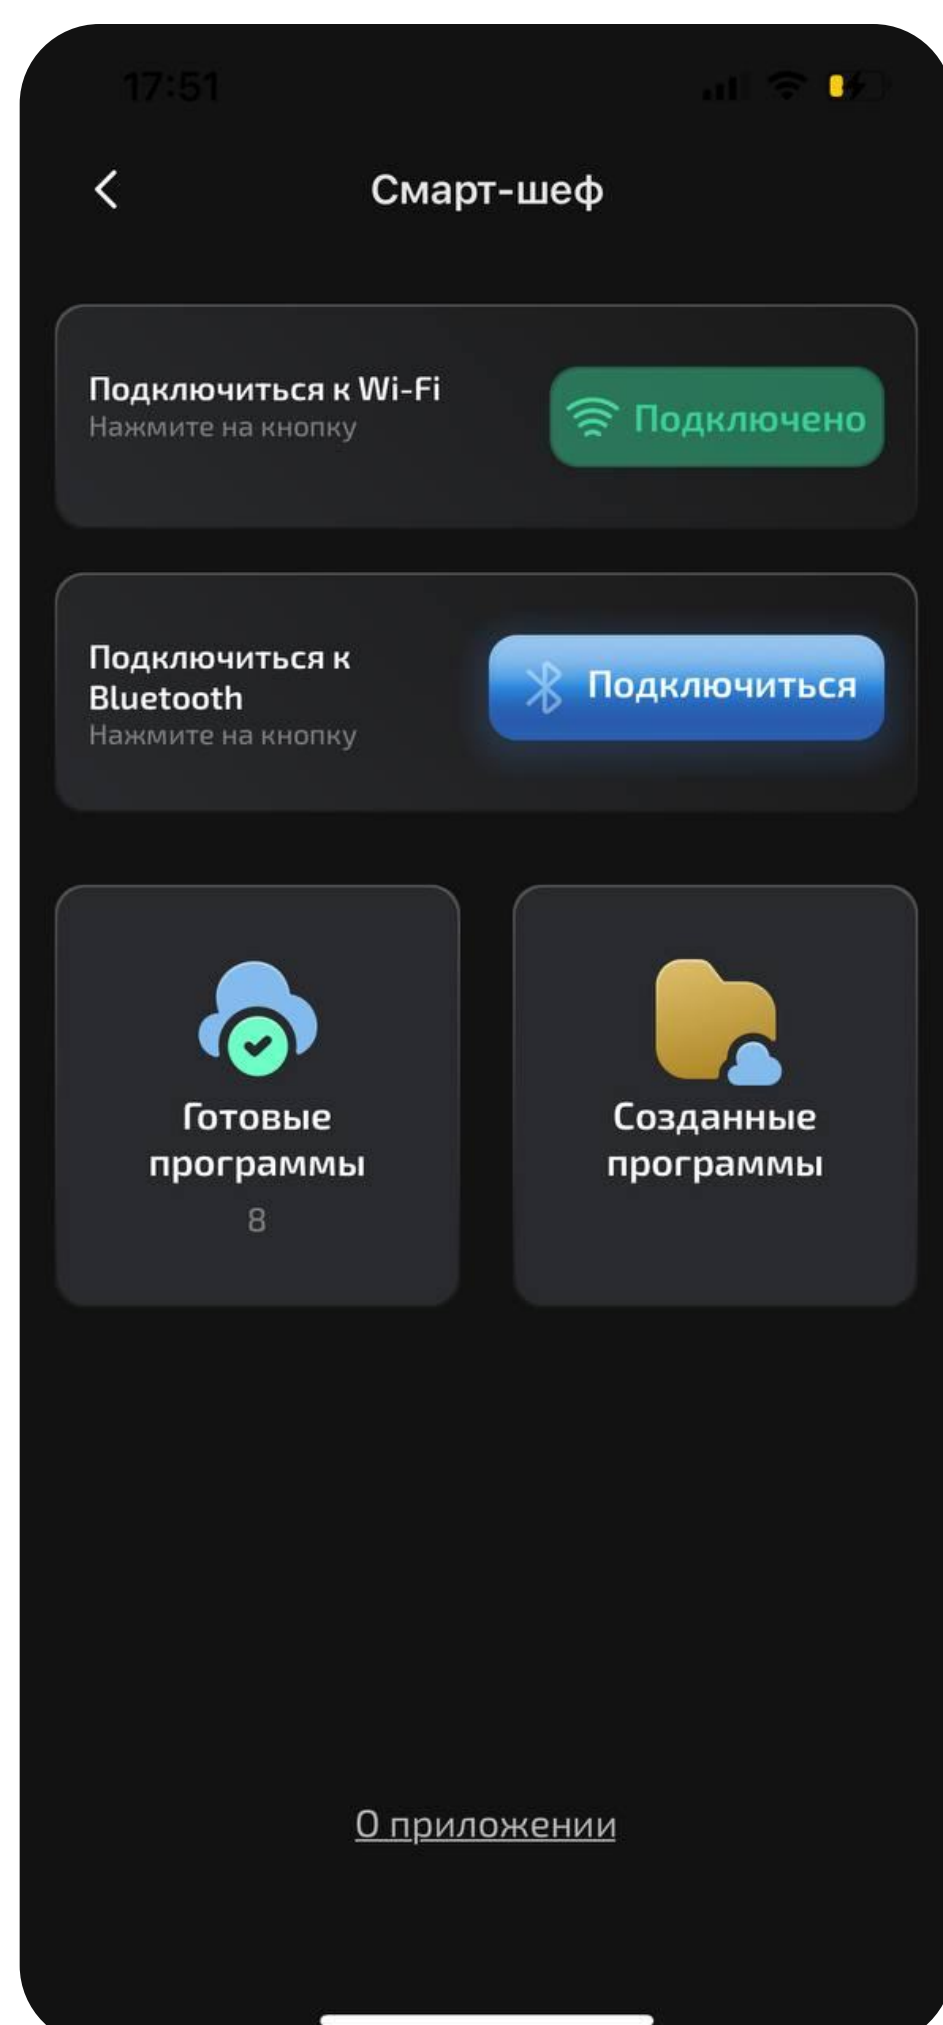 17:51
Смарт-шеф
Подключиться к Wi-Fi
Нажмите на кнопку
Подключено
Подключиться к
Bluetooth
Нажмите на кнопку
Подключиться
Готовые
программы
8
Созданные
программы
О приложении